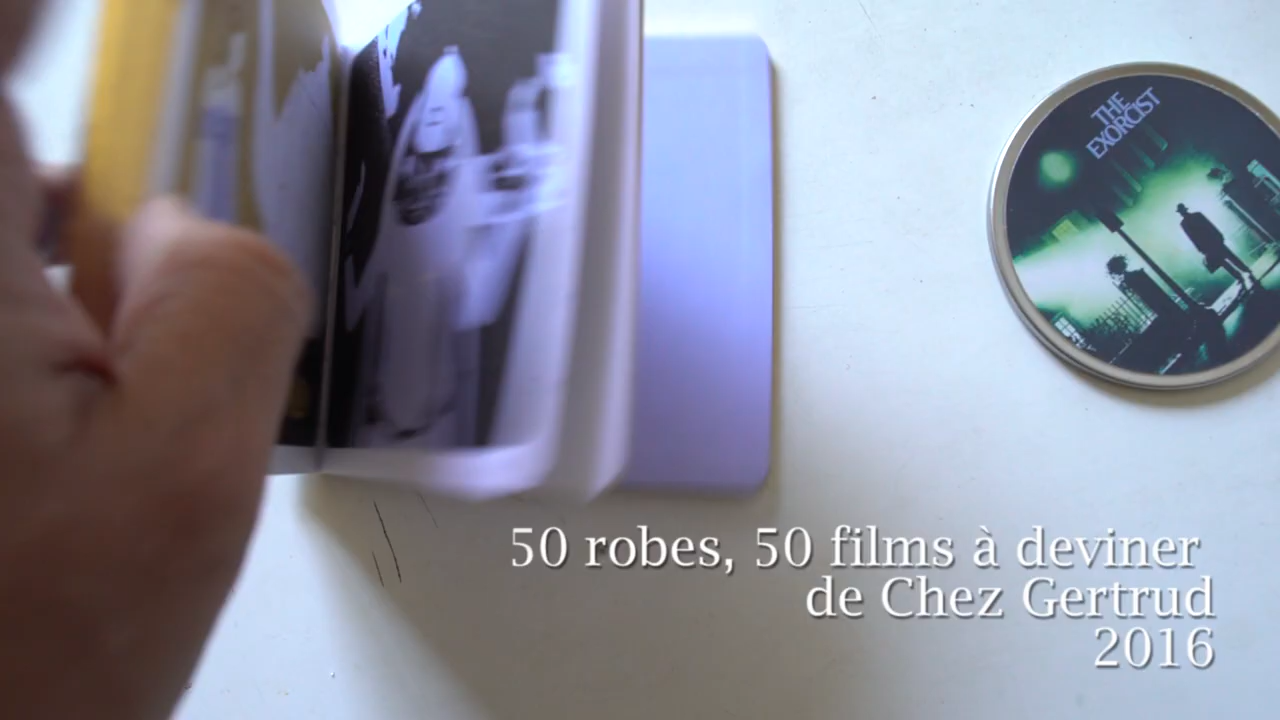 THE
EXORCIST
50 robes, 50 films à deviner
de Chez Gertrud
2016